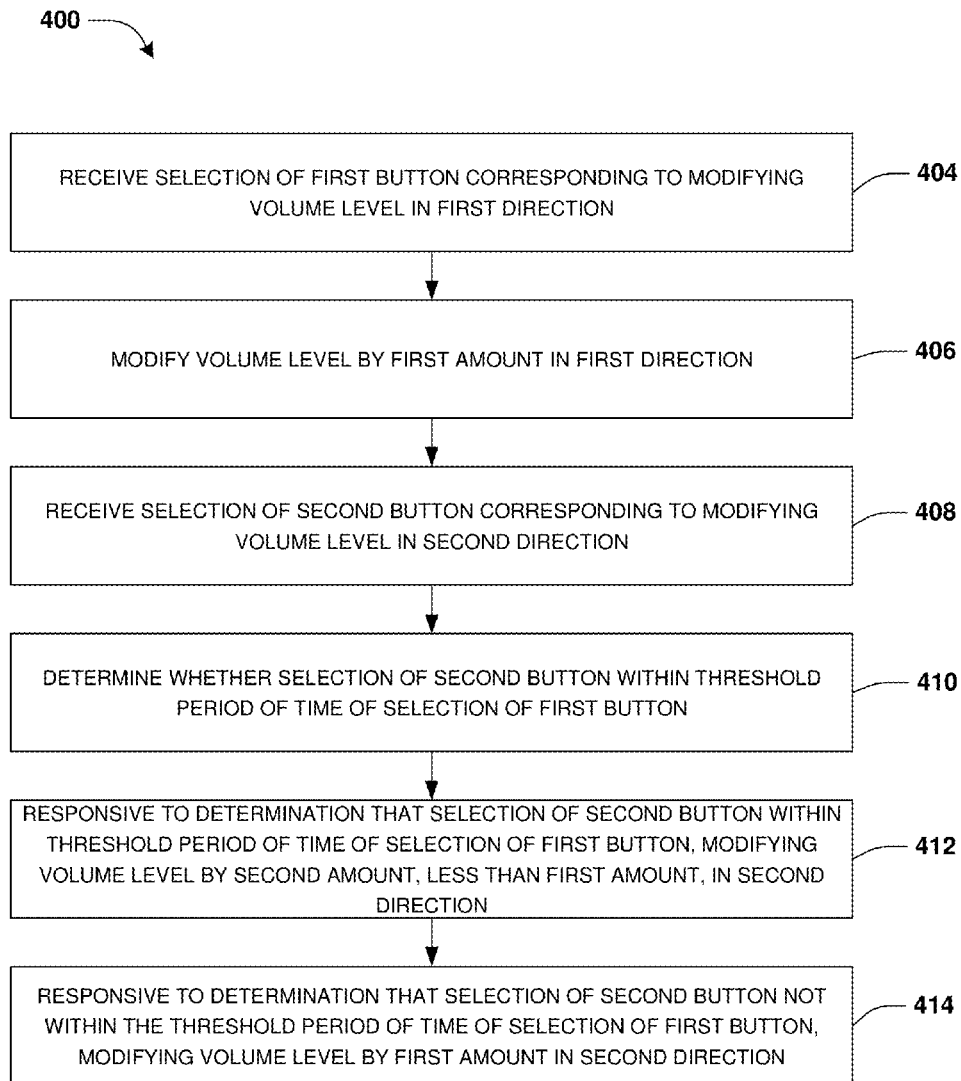 400
RECEIVE SELECTION OF FIRST BUTTON CORRESPONDING TO MODIFYING
VOLUME LEVEL IN FIRST DIRECTION
404
MODIFY VOLUME LEVEL BY FIRST AMOUNT IN FIRST DIRECTION
406
RECEIVE SELECTION OF SECOND BUTTON CORRESPONDING TO MODIFYING
VOLUME LEVEL IN SECOND DIRECTION
408
DETERMINE WHETHER SELECTION OF SECOND BUTTON WITHIN THRESHOLD
PERIOD OF TIME OF SELECTION OF FIRST BUTTON
410
RESPONSIVE TO DETERMINATION THAT SELECTION OF SECOND BUTTON WITHIN
THRESHOLD PERIOD OF TIME OF SELECTION OF FIRST BUTTON, MODIFYING
VOLUME LEVEL BY SECOND AMOUNT, LESS THAN FIRST AMOUNT, IN SECOND
DIRECTION
412
RESPONSIVE TO DETERMINATION THAT SELECTION OF SECOND BUTTON NOT
WITHIN THE THRESHOLD PERIOD OF TIME OF SELECTION OF FIRST BUTTON,
MODIFYING VOLUME LEVEL BY FIRST AMOUNT IN SECOND DIRECTION
414